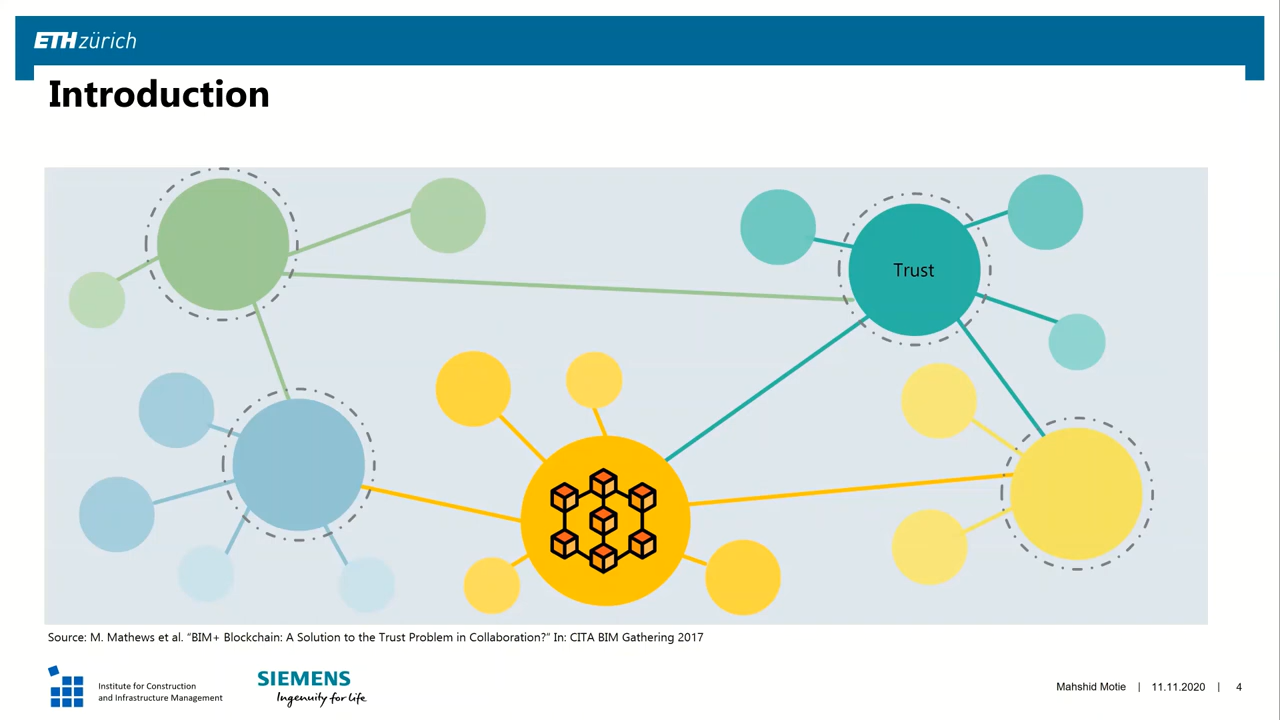 ETH zürich
Introduction
Trust
Source: M. Mathews et al. “BIM+ Blockchain: A Solution to the Trust Problem in Collaboration?” In: CITA BIM Gathering 2017
Institute for Construction
and Infrastructure Management
SIEMENS
Ingenuity for life
Mahshid Motie | 11.11.2020 | 4